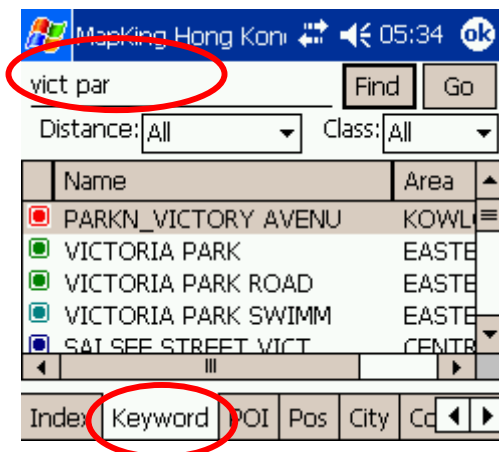 MapKing Hong Kon 05:34 ok
vict par Find Go
Distance: All Class: All
Name Area
PARKN_VICTORY AVENU KOWL
VICTORIA PARK EASTE
VICTORIA PARK ROAD EASTE
VICTORIA PARK SWIMM EASTE
SAI SEE STREET VICT CENTR
Index Keyword POI Pos City Co